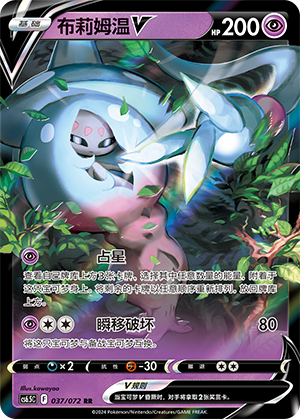 基础 布莉姆温V HP200
占星
查看自己牌库上方3张卡牌，选择其中任意数量的能量，附着于
这只宝可梦身上。将剩余的卡牌以任意顺序重新排列，放回牌库
上方。
瞬移破坏 80
将这只宝可梦与备战宝可梦互换。
弱点 ×2 抗性 -30 撤退
V规则
Illus.kawayoo
cs6.5C F 037/072 RR
当宝可梦V昏厥时，对手将拿取2张奖赏卡。
©2024 Pokémon/Nintendo/Creatures/GAME FREAK.